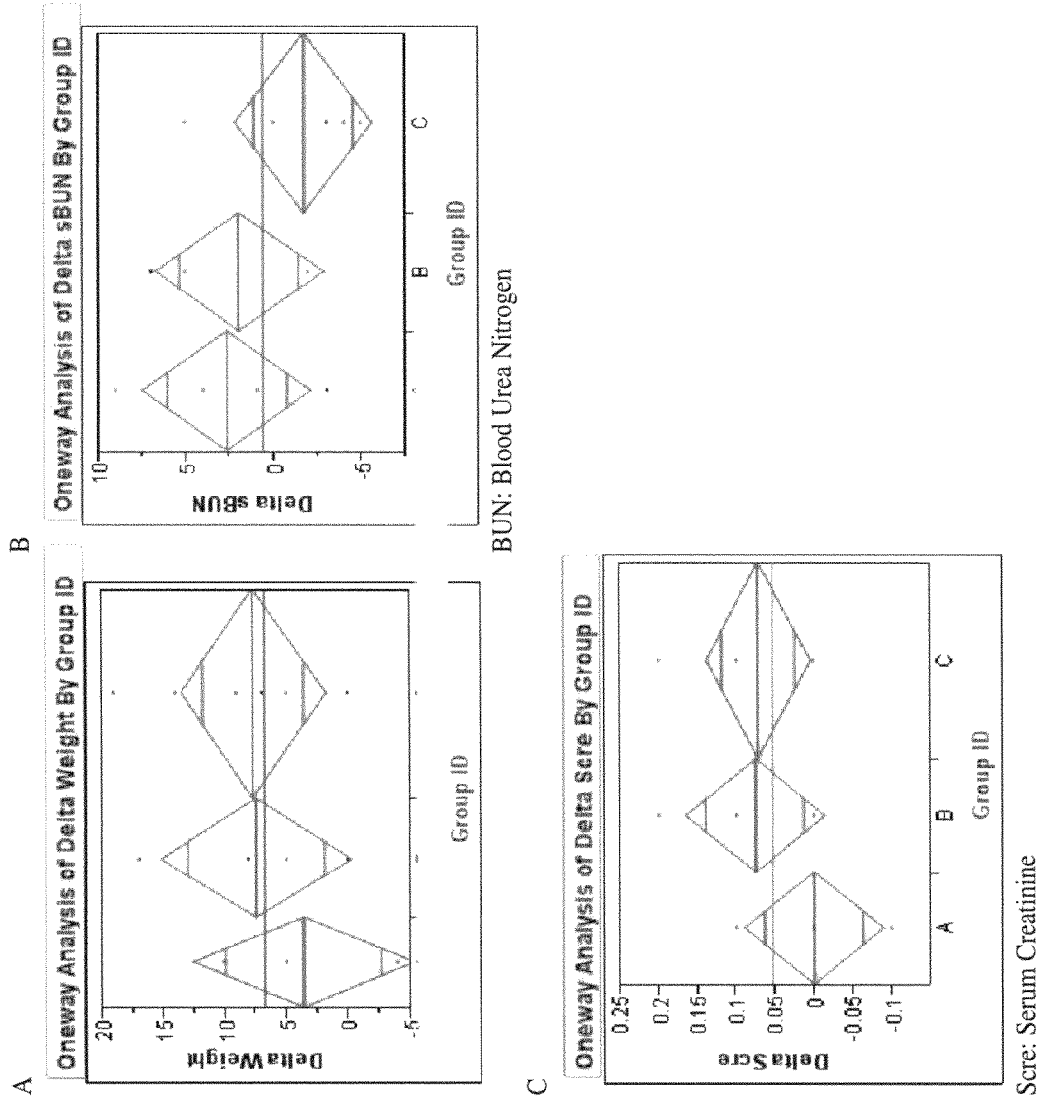 A
Oneway Analysis of Delta Weight By Group ID
20
15
10
5
0
-5
Delta Weight
Group ID
B
Oneway Analysis of Delta sBUN By Group ID
10
5
0
-5
Delta sBUN
B
C
Group ID
BUN: Blood Urea Nitrogen
C
Oneway Analysis of Delta Scre By Group ID
0.25
0.2
0.15
0.1
0.05
0
-0.05
-0.1
Delta Scre
A
B
C
Group ID
Scre: Serum Creatinine